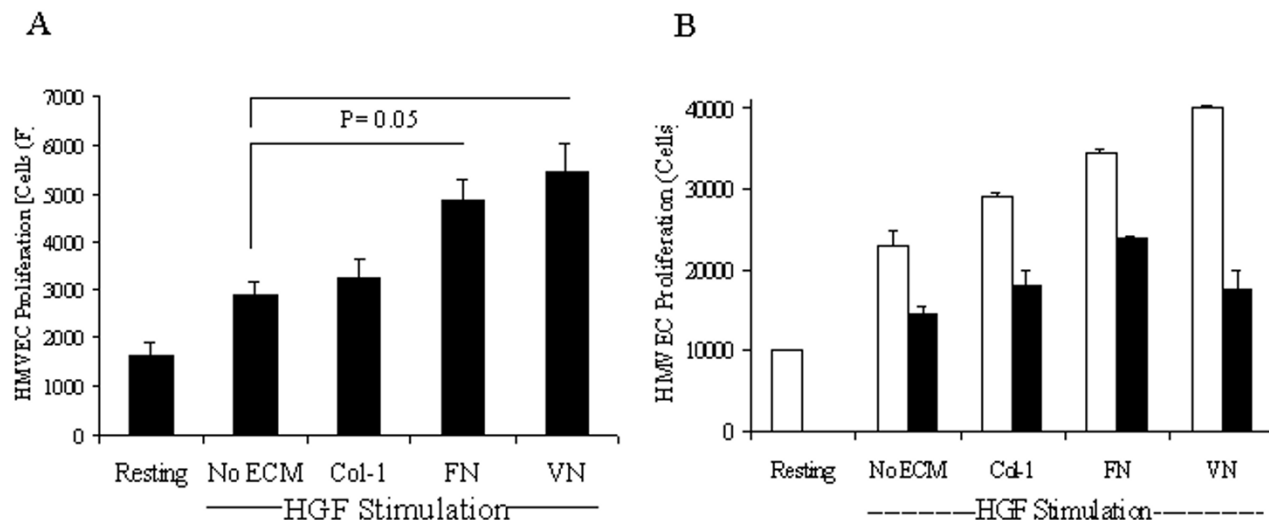 A
HMVEC Proliferation [Cells (F)
7000
6000
5000
4000
3000
2000
1000
0
P= 0.05
Resting
No ECM
Col-1
FN
VN
HGF Stimulation
B
HMVEC Proliferation (Cells)
40000
30000
20000
10000
0
Resting
No ECM
Col-1
FN
VN
HGF Stimulation